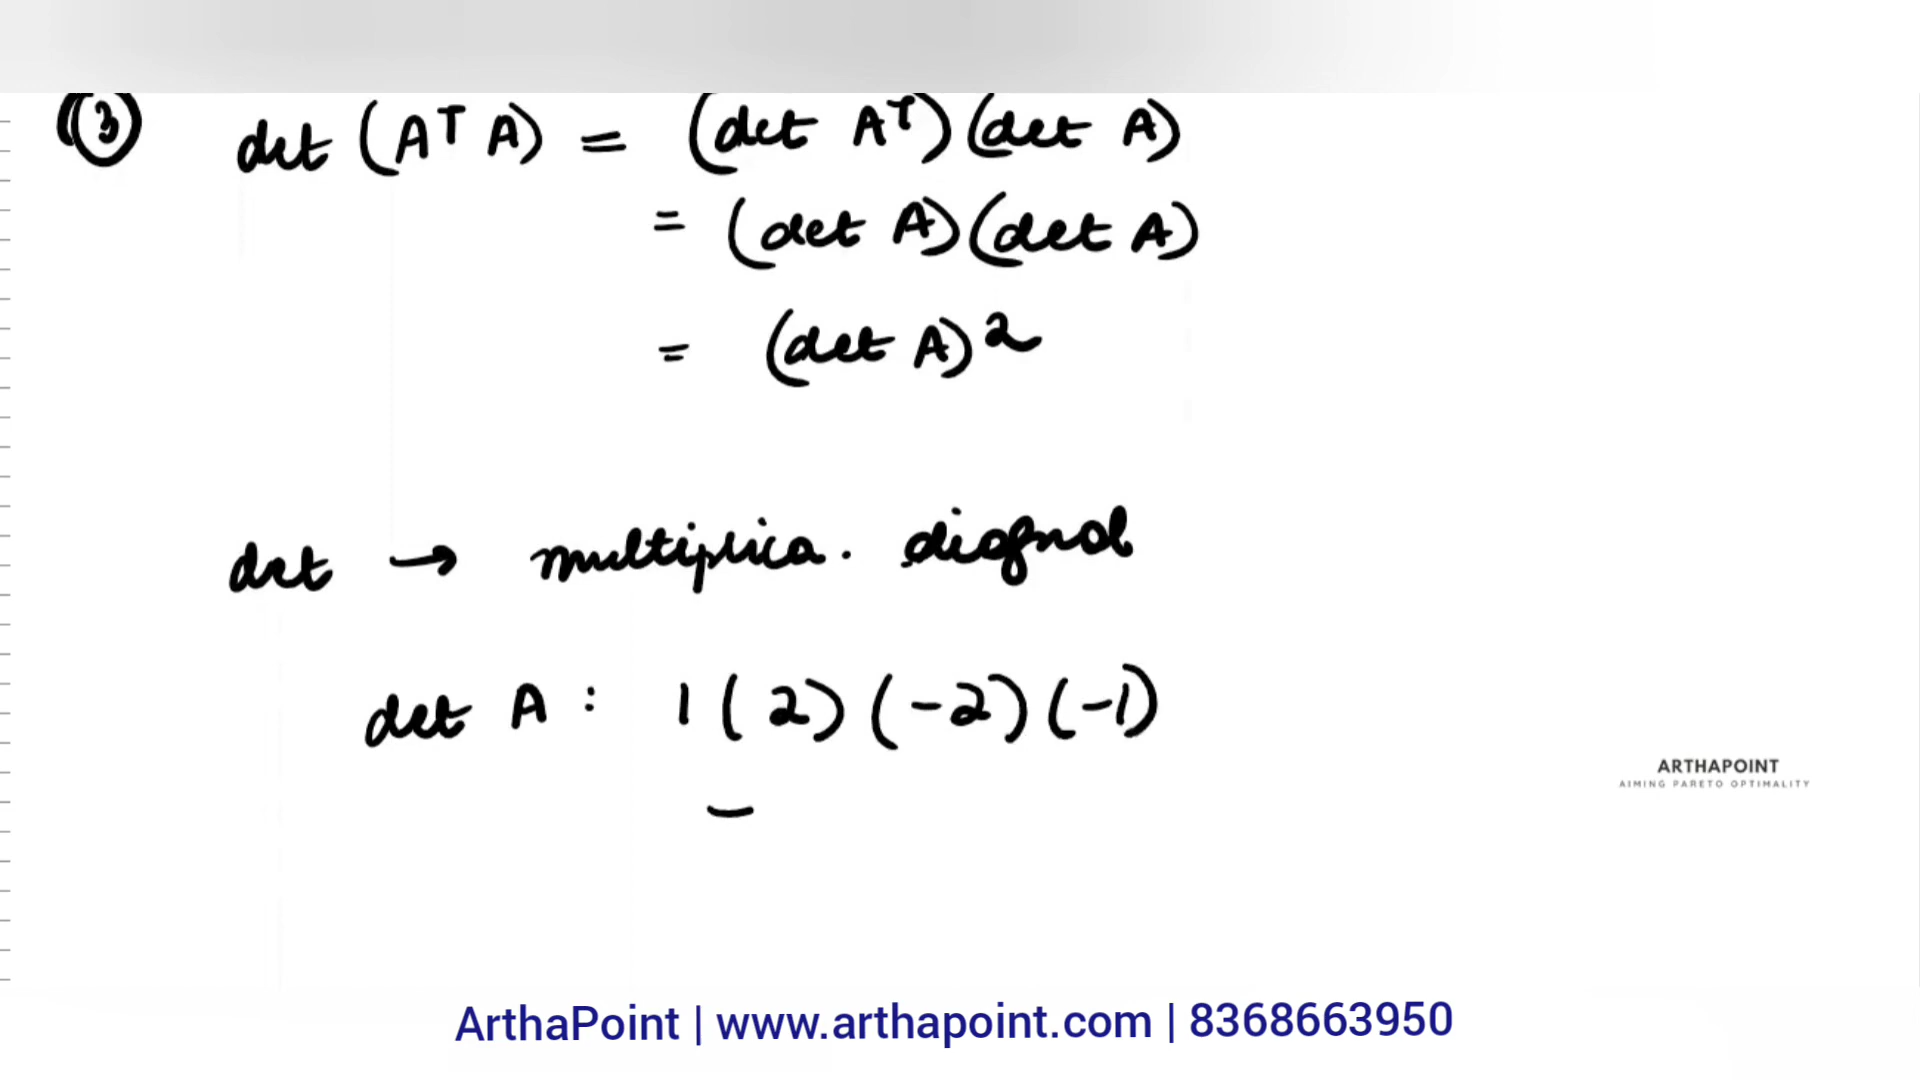 ③ det (Aᵀ A) = (det Aᵀ)(det A)
= (det A)(det A)
= (det A)²
det → multiplica. diagnol
det A : 1(2)(-2)(-1)
ARTHAPOINT
AIMING PARETO OPTIMALITY
ArthaPoint | www.arthapoint.com | 8368663950